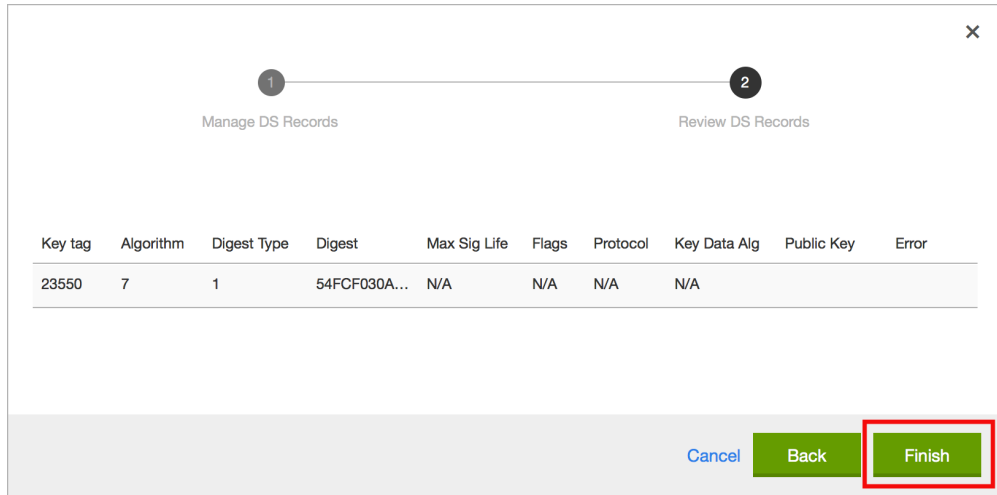 ×
1 2
Manage DS Records Review DS Records
Key tag Algorithm Digest Type Digest Max Sig Life Flags Protocol Key Data Alg Public Key Error
23550 7 1 54FCF030A... N/A N/A N/A N/A
Cancel Back Finish